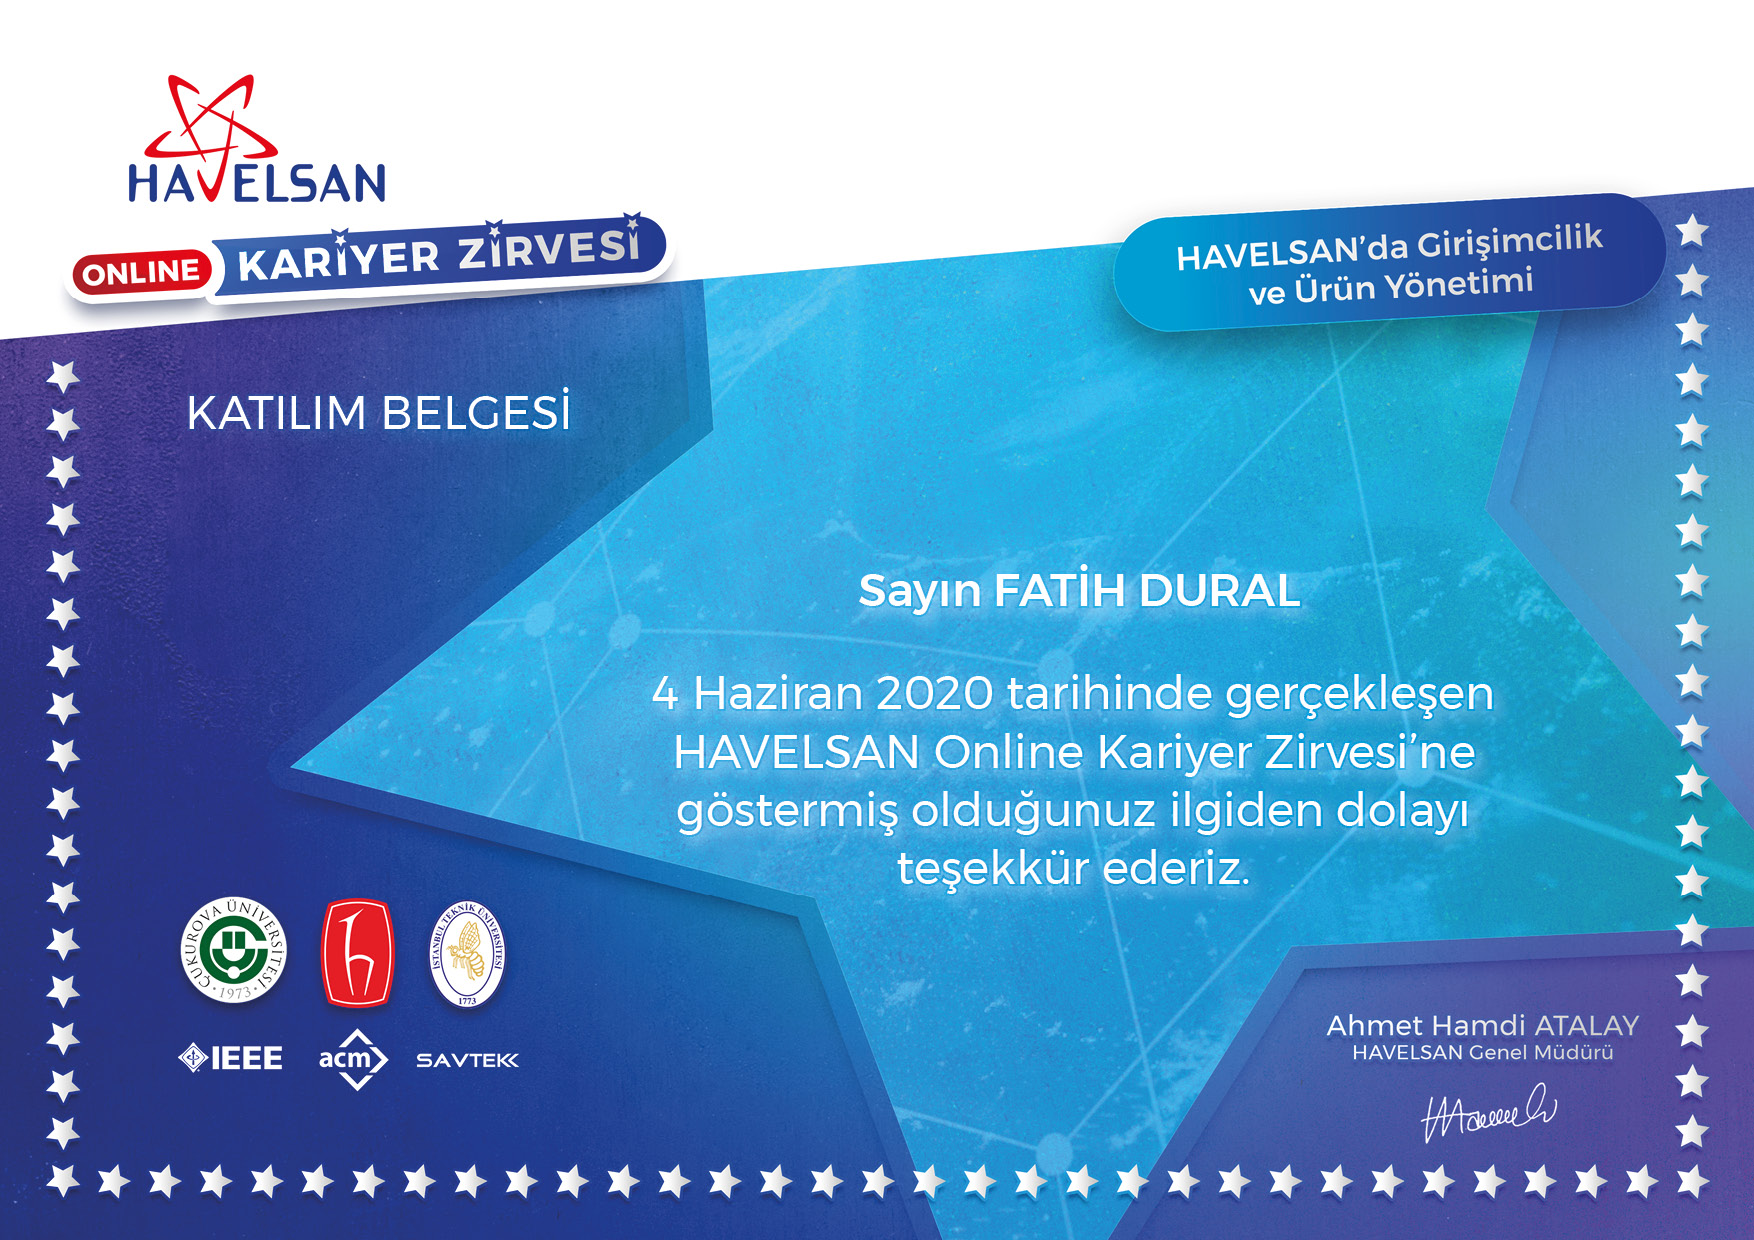 HAVELSAN
ONLINE KARİYER ZİRVESİ
HAVELSAN’da Girişimcilik
ve Ürün Yönetimi
KATILIM BELGESİ
Sayın FATİH DURAL
4 Haziran 2020 tarihinde gerçekleşen
HAVELSAN Online Kariyer Zirvesi’ne
göstermiş olduğunuz ilgiden dolayı
teşekkür ederiz.
ÇUKUROVA ÜNİVERSİTESİ
·1973·
İSTANBUL TEKNİK ÜNİVERSİTESİ
1773
IEEE
acm
SAVTEK
Ahmet Hamdi ATALAY
HAVELSAN Genel Müdürü